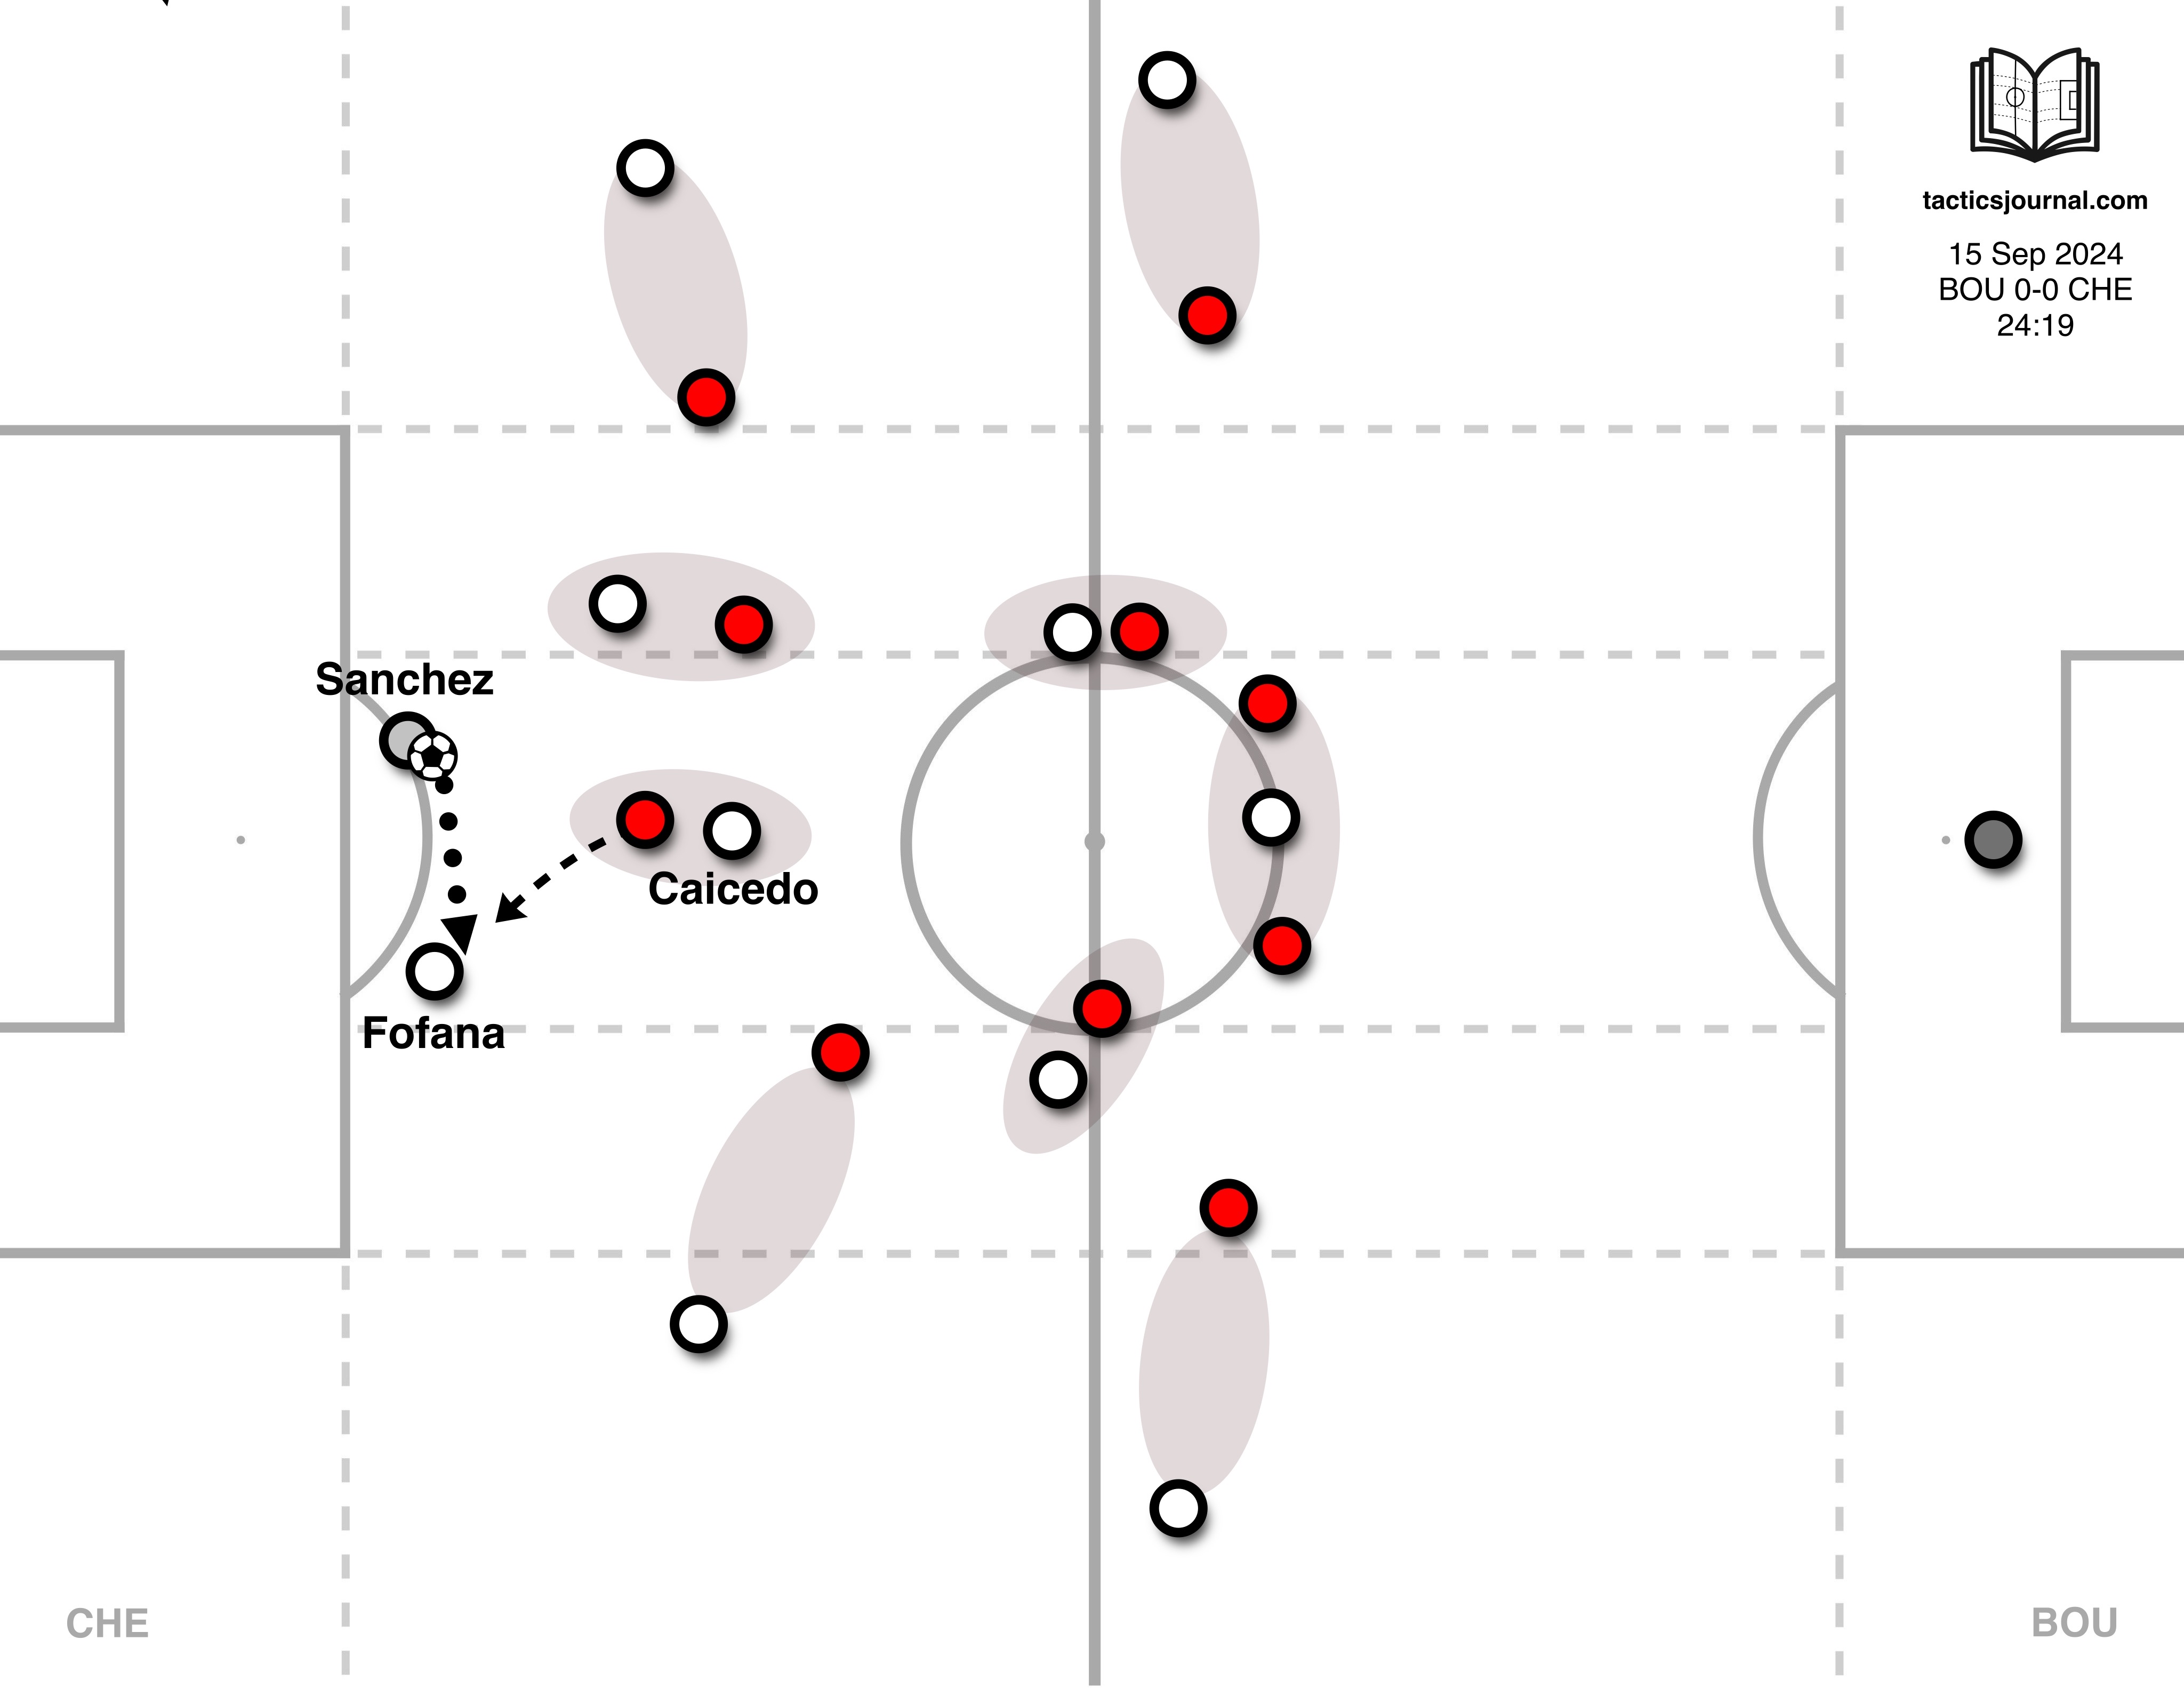 tacticsjournal.com
15 Sep 2024
BOU 0-0 CHE
24:19
Sanchez
Caicedo
Fofana
CHE
BOU